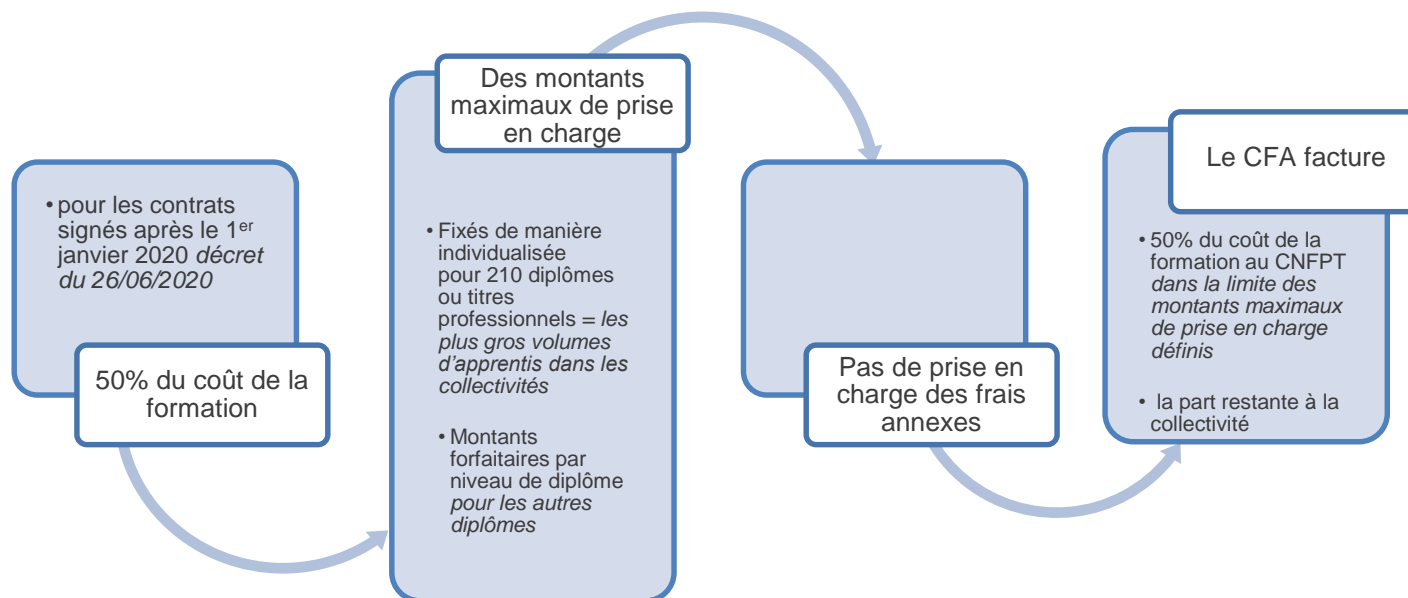 • pour les contrats
signés après le 1er
janvier 2020 décret
du 26/06/2020
50% du coût de la
formation
Des montants
maximaux de prise
en charge
• Fixés de manière
individualisée
pour 210 diplômes
ou titres
professionnels = les
plus gros volumes
d'apprentis dans les
collectivités
• Montants
forfaitaires par
niveau de diplôme
pour les autres
diplômes
Pas de prise en
charge des frais
annexes
Le CFA facture
• 50% du coût de la
formation au CNFPT
dans la limite des
montants maximaux
de prise en charge
définis
• la part restante à la
collectivité